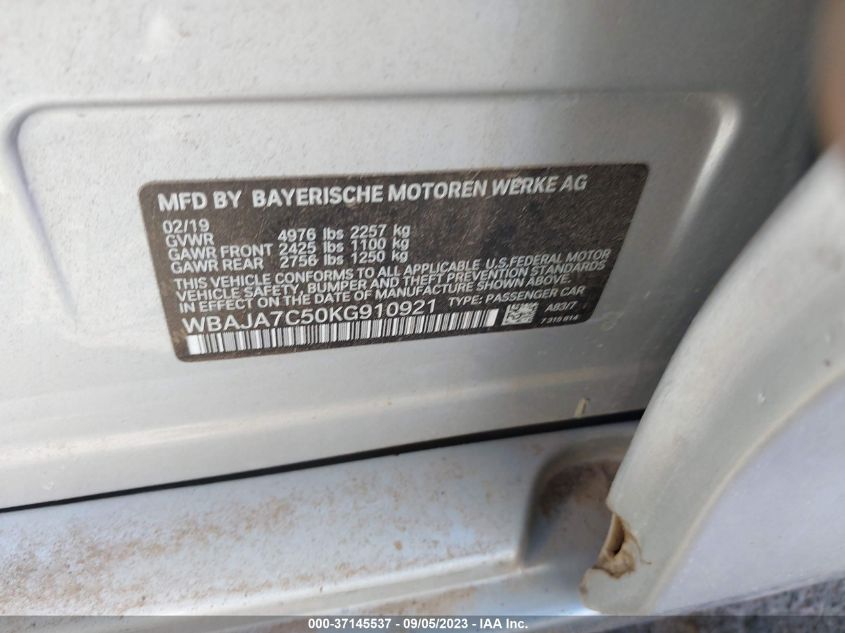 MFD BY BAYERISCHE MOTOREN WERKE AG
02/19
GVWR 4976 lbs 2257 kg
GAWR FRONT 2425 lbs 1100 kg
GAWR REAR 2756 lbs 1250 kg
THIS VEHICLE CONFORMS TO ALL APPLICABLE U.S.FEDERAL MOTOR
VEHICLE SAFETY, BUMPER AND THEFT PREVENTION STANDARDS
IN EFFECT ON THE DATE OF MANUFACTURE SHOWN ABOVE.
WBAJA7C50KG910921 TYPE: PASSENGER CAR
000-37145537 - 09/05/2023 - IAA Inc.